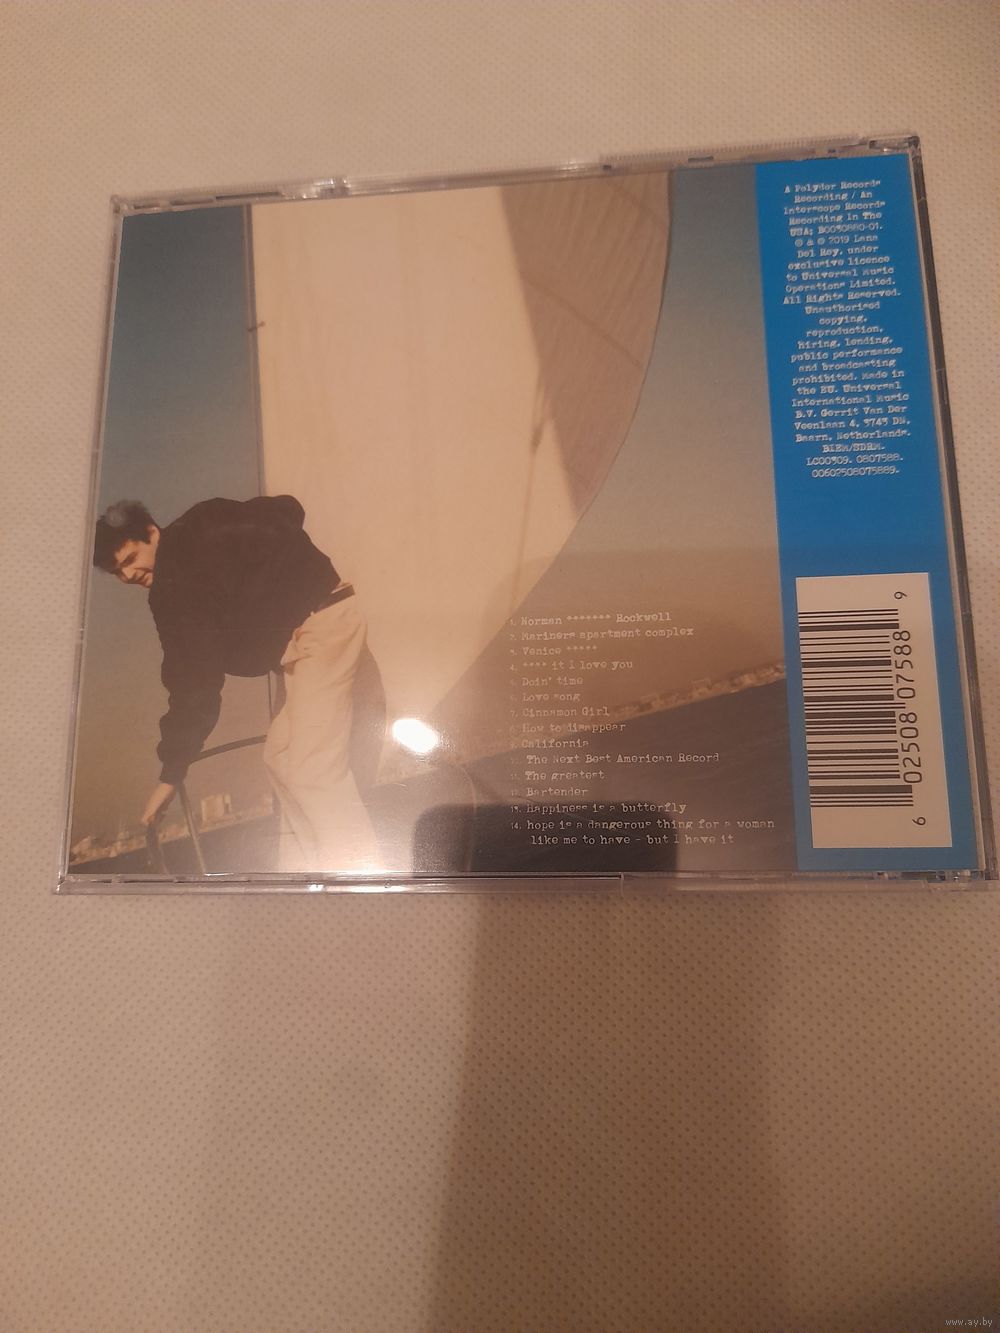 A Polydor Records
Recording / An
Interscope Records
Recording In The
USA; B0030880-01.
℗ & © 2019 Lana
Del Rey, under
exclusive licence
to Universal Music
Operations Limited.
All Rights Reserved.
Unauthorised
copying,
reproduction,
hiring, lending,
public performance
and broadcasting
prohibited. Made in
the EU. Universal
International Music
B.V. Gerrit Van Der
Veenlaan 4, 3743 DN,
Baarn, Netherlands.
BIEM/SDRM.
LC00309. 0807588.
00602508075889.
1. Norman ******* Rockwell
2. Mariners apartment complex
3. Venice *****
4. **** it I love you
5. Doin' time
6. Love song
7. Cinnamon Girl
8. How to disappear
9. California
10. The Next Best American Record
11. The greatest
12. Bartender
13. Happiness is a butterfly
14. hope is a dangerous thing for a woman
like me to have - but I have it
6 02508 07588 9
www.ay.by